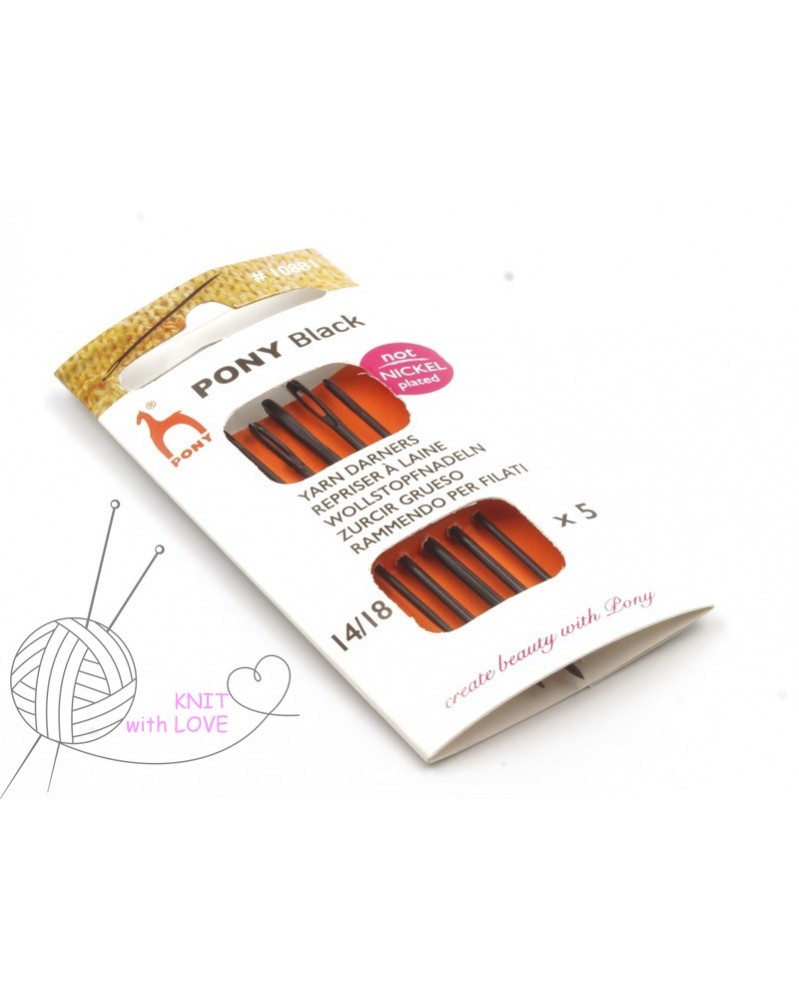 # 10881
PONY Black
not
NICKEL
plated
®
PONY
YARN DARNERS
REPRISER À LAINE
WOLLSTOPFNADELN
ZURCIR GRUESO
RAMMENDO PER FILATI
14/18
x 5
create beauty with Pony
KNIT
with LOVE